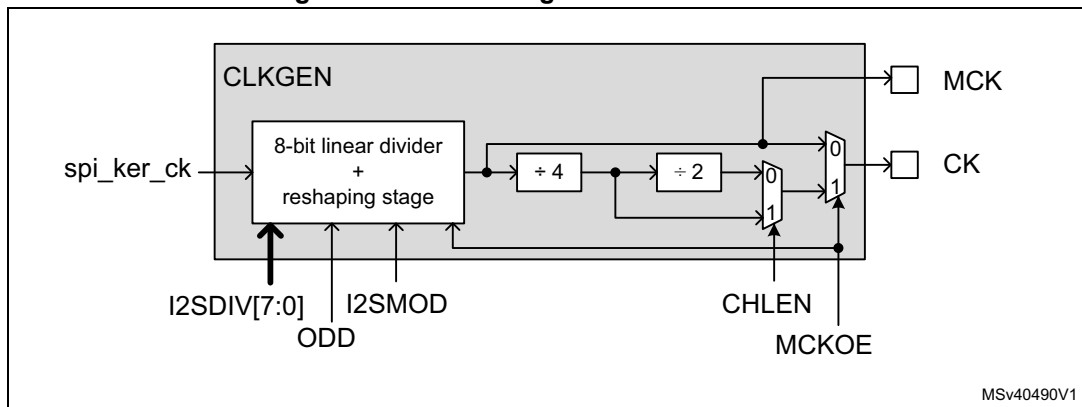 CLKGEN
MCK
8-bit linear divider
+
reshaping stage
spi_ker_ck
÷ 4
÷ 2
0
1
0
1
CK
I2SDIV[7:0]
I2SMOD
ODD
CHLEN
MCKOE
MSv40490V1